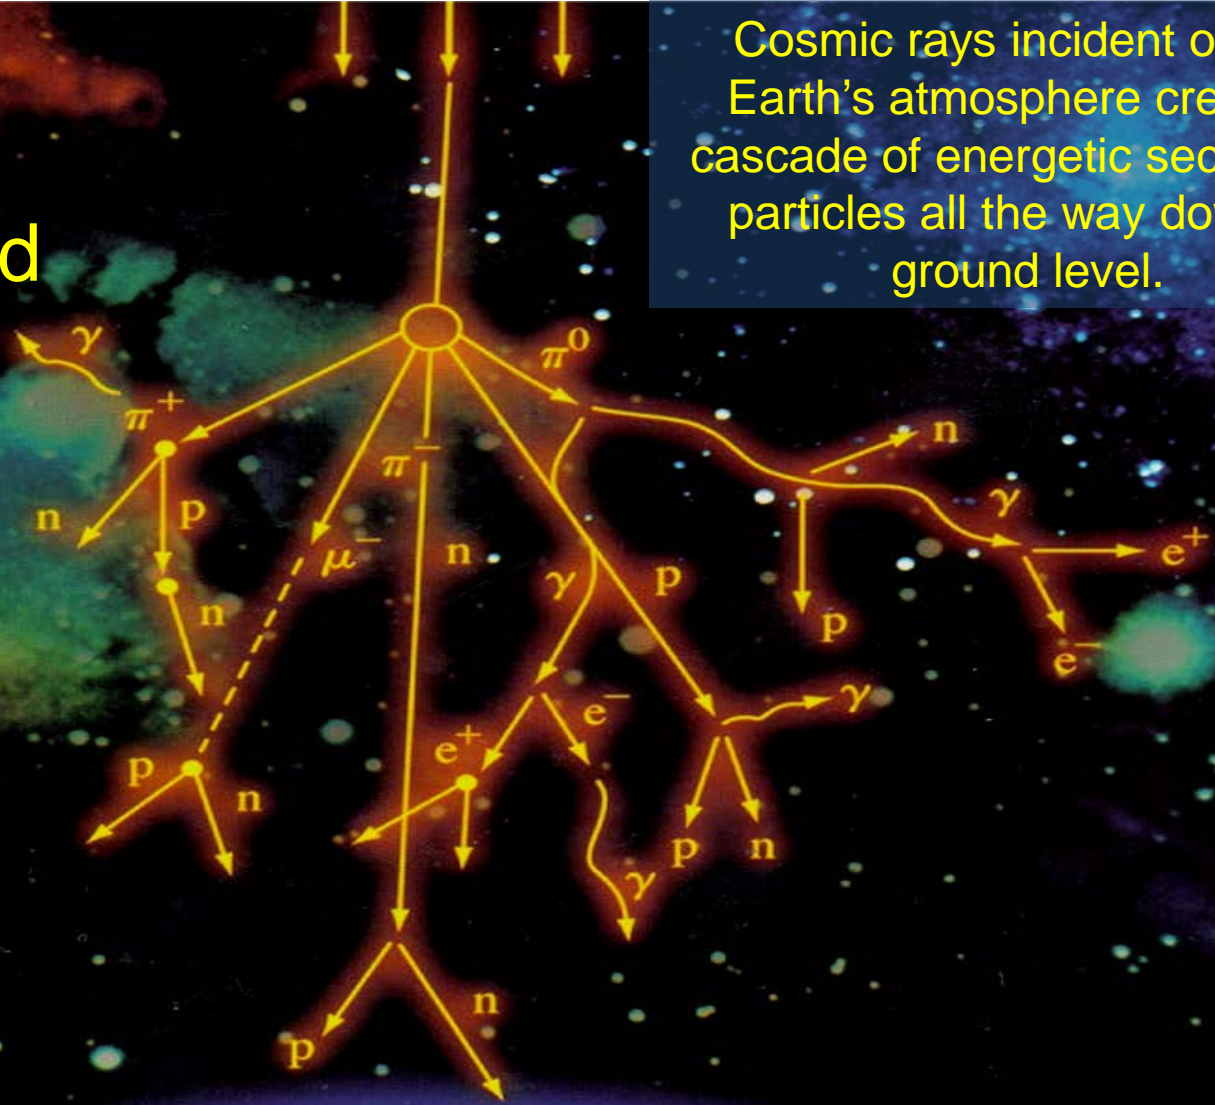 Cosmic rays incident o
Earth's atmosphere cre
cascade of energetic sec
particles all the way do
ground level.
d
γ
π⁰
π⁺
n
π⁻
n
p
γ
μ⁻
n
e⁺
γ
p
n
p
e⁻
γ
e⁻
e⁺
p
n
p
n
γ
n
p